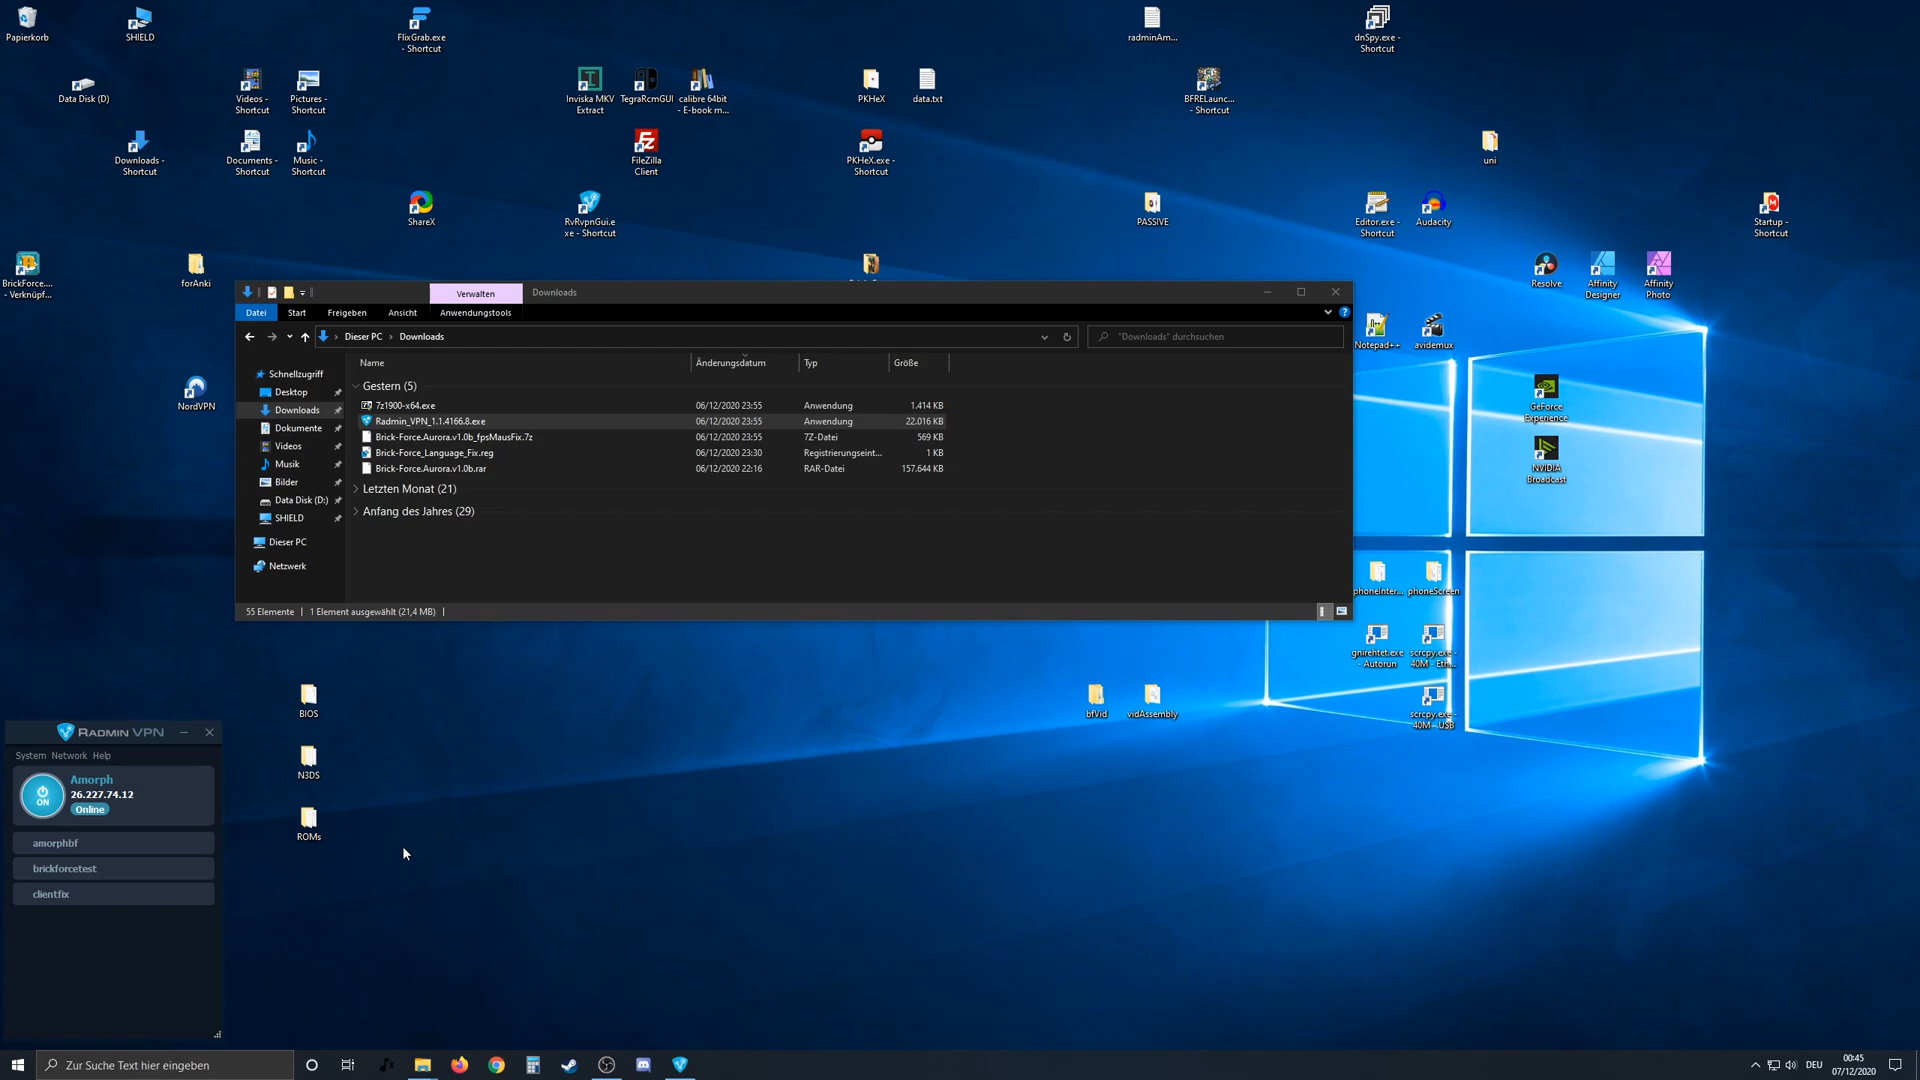 Papierkorb
SHIELD
FlixGrab.exe
- Shortcut
radminAm...
dnSpy.exe -
Shortcut
Data Disk (D)
Videos -
Shortcut
Pictures -
Shortcut
Inviska MKV
Extract
TegraRcmGUI
calibre 64bit
- E-book m...
PKHeX
data.txt
BFRELaunc...
- Shortcut
Downloads -
Shortcut
Documents -
Shortcut
Music -
Shortcut
FileZilla
Client
PKHeX.exe -
Shortcut
uni
ShareX
RvRvpnGui.e
xe - Shortcut
PASSIVE
Editor.exe -
Shortcut
Audacity
Startup -
Shortcut
BrickForce....
- Verknüpf...
forAnki
Resolve
Affinity
Designer
Affinity
Photo
Verwalten
Downloads
Datei
Start
Freigeben
Ansicht
Anwendungstools
Dieser PC
Downloads
"Downloads" durchsuchen
Notepad++
avidemux
Name
Änderungsdatum
Typ
Größe
Schnellzugriff
Desktop
Downloads
Dokumente
Videos
Musik
Bilder
Data Disk (D:)
SHIELD
Dieser PC
Netzwerk
Gestern (5)
7z1900-x64.exe 06/12/2020 23:55 Anwendung 1.414 KB
Radmin_VPN_1.1.4166.8.exe 06/12/2020 23:55 Anwendung 22.016 KB
Brick-Force.Aurora.v1.0b_fpsMausFix.7z 06/12/2020 23:55 7Z-Datei 569 KB
Brick-Force_Language_Fix.reg 06/12/2020 23:30 Registrierungseint... 1 KB
Brick-Force.Aurora.v1.0b.rar 06/12/2020 22:16 RAR-Datei 157.644 KB
Letzten Monat (21)
Anfang des Jahres (29)
55 Elemente
1 Element ausgewählt (21,4 MB)
NordVPN
GeForce
Experience
NVIDIA
Broadcast
phoneInter...
phoneScreen
gnirehtet.exe
- Autorun
scrcpy.exe -
40M - Eth...
scrcpy.exe -
40M - USB
BIOS
bfVid
vidAssembly
N3DS
ROMs
RADMIN VPN
System Network Help
ON
Amorph
26.227.74.12
Online
amorphbf
brickforcetest
clientfix
Zur Suche Text hier eingeben
DEU
00:45
07/12/2020